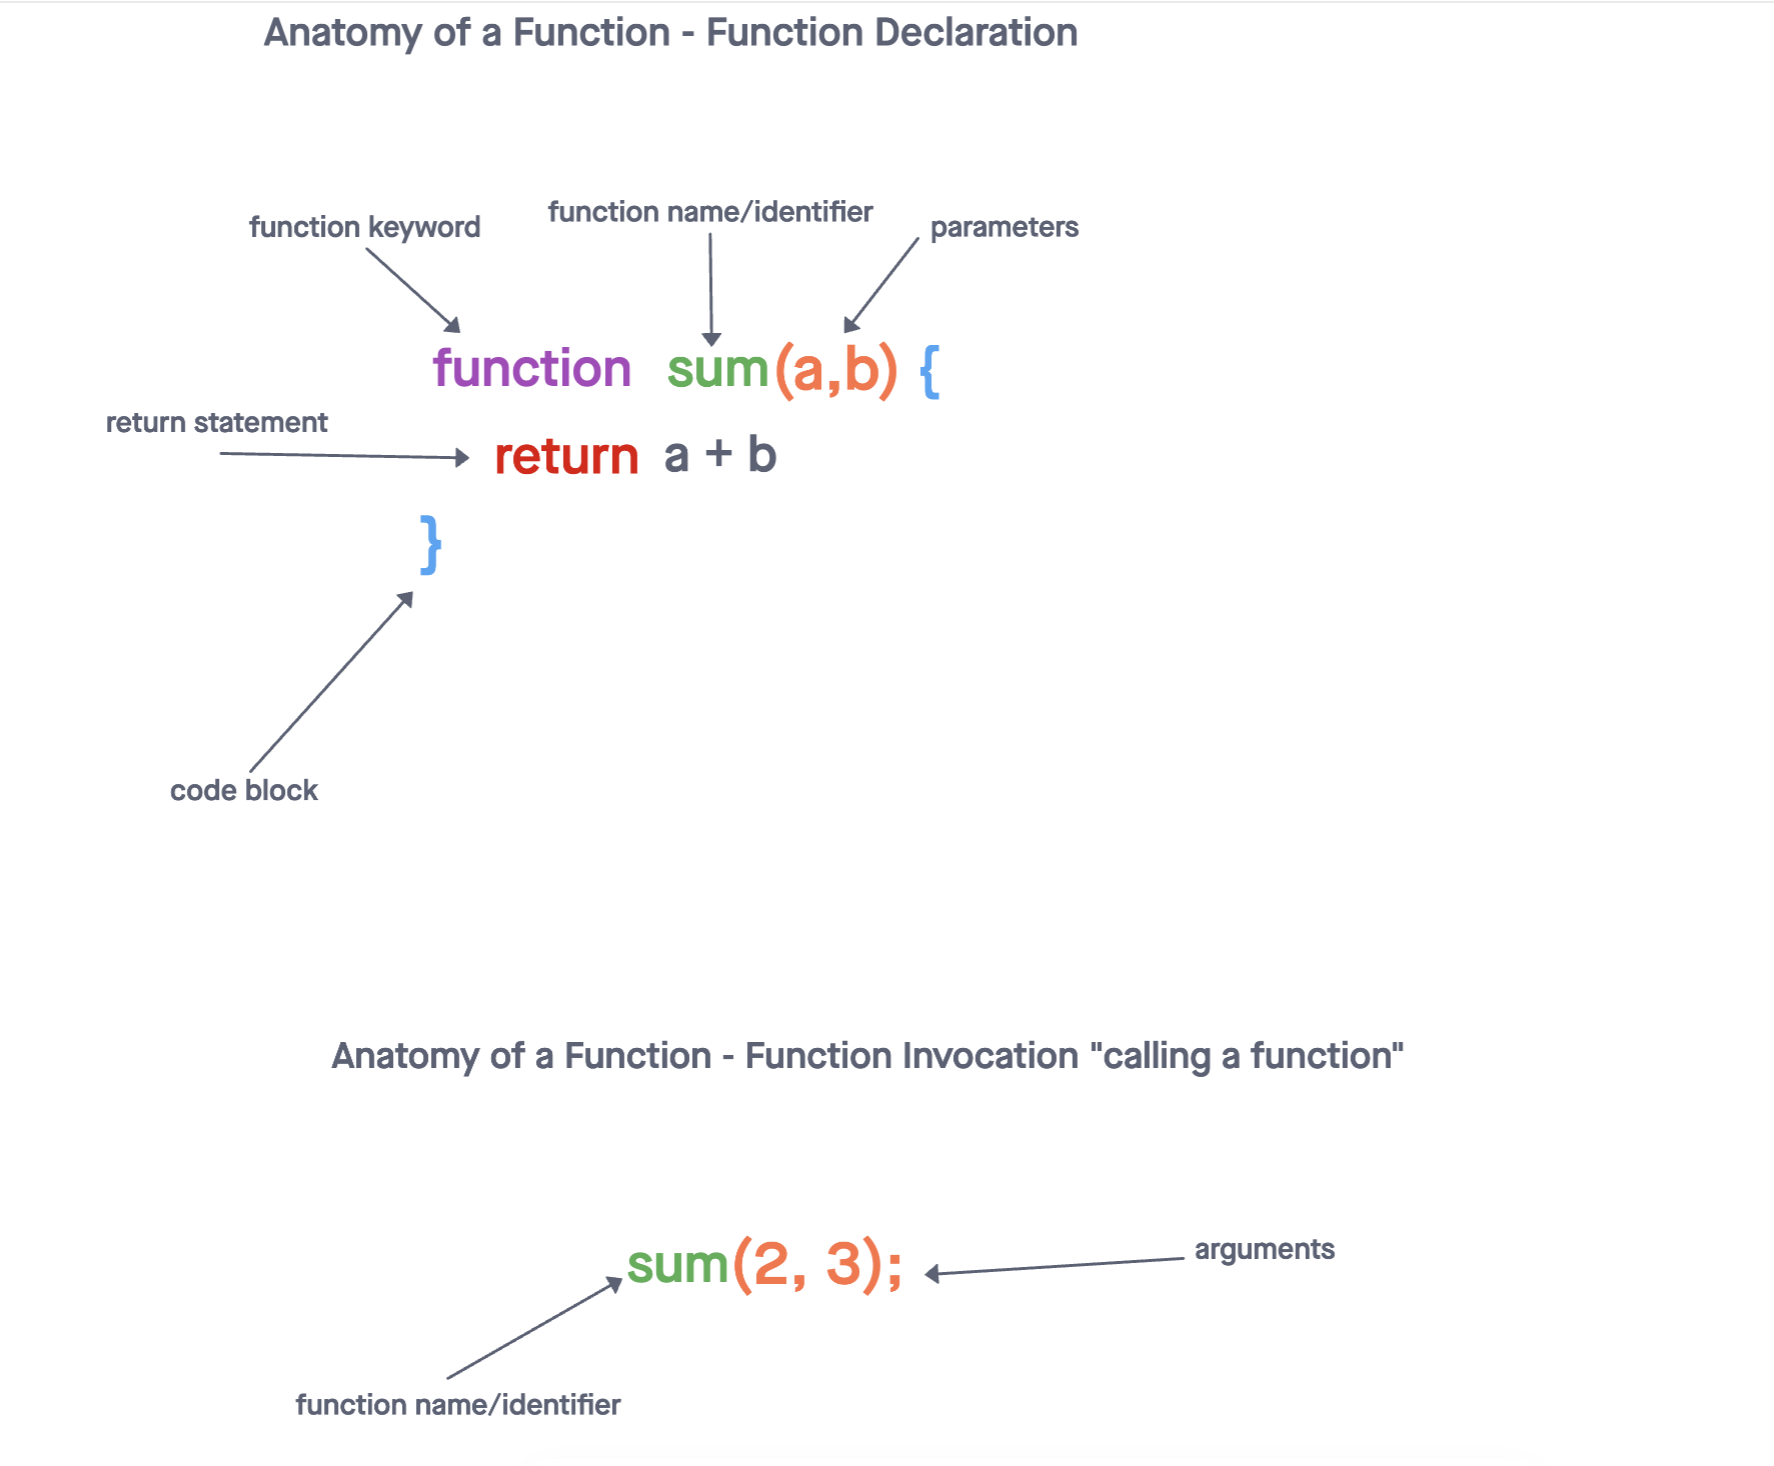 Anatomy of a Function - Function Declaration
function keyword
function name/identifier
parameters
function sum(a,b) {
return statement
return a + b
}
code block
Anatomy of a Function - Function Invocation "calling a function"
sum(2, 3);
arguments
function name/identifier